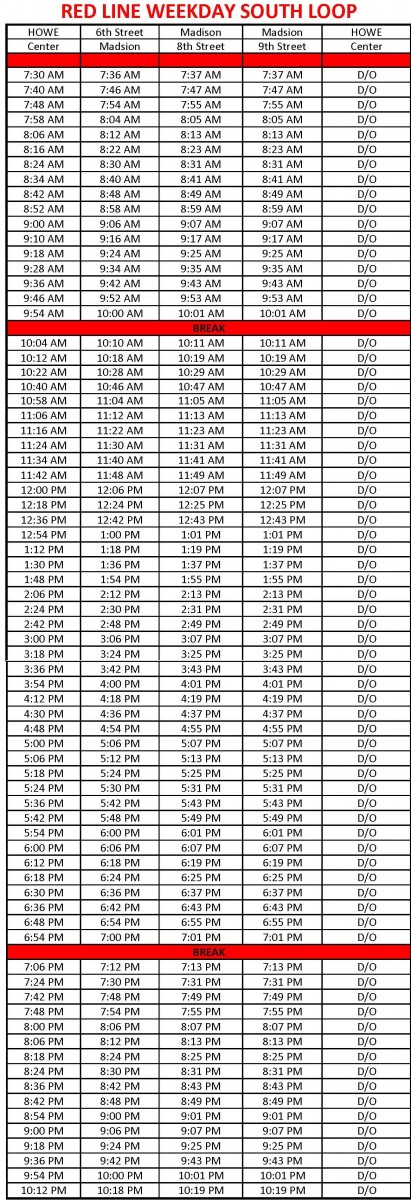 RED LINE WEEKDAY SOUTH LOOP
HOWE 6th Street Madison Madsion HOWE
Center Madsion 8th Street 9th Street Center
7:30 AM 7:36 AM 7:37 AM 7:37 AM D/O
7:40 AM 7:46 AM 7:47 AM 7:47 AM D/O
7:48 AM 7:54 AM 7:55 AM 7:55 AM D/O
7:58 AM 8:04 AM 8:05 AM 8:05 AM D/O
8:06 AM 8:12 AM 8:13 AM 8:13 AM D/O
8:16 AM 8:22 AM 8:23 AM 8:23 AM D/O
8:24 AM 8:30 AM 8:31 AM 8:31 AM D/O
8:34 AM 8:40 AM 8:41 AM 8:41 AM D/O
8:42 AM 8:48 AM 8:49 AM 8:49 AM D/O
8:52 AM 8:58 AM 8:59 AM 8:59 AM D/O
9:00 AM 9:06 AM 9:07 AM 9:07 AM D/O
9:10 AM 9:16 AM 9:17 AM 9:17 AM D/O
9:18 AM 9:24 AM 9:25 AM 9:25 AM D/O
9:28 AM 9:34 AM 9:35 AM 9:35 AM D/O
9:36 AM 9:42 AM 9:43 AM 9:43 AM D/O
9:46 AM 9:52 AM 9:53 AM 9:53 AM D/O
9:54 AM 10:00 AM 10:01 AM 10:01 AM D/O
BREAK
10:04 AM 10:10 AM 10:11 AM 10:11 AM D/O
10:12 AM 10:18 AM 10:19 AM 10:19 AM D/O
10:22 AM 10:28 AM 10:29 AM 10:29 AM D/O
10:40 AM 10:46 AM 10:47 AM 10:47 AM D/O
10:58 AM 11:04 AM 11:05 AM 11:05 AM D/O
11:06 AM 11:12 AM 11:13 AM 11:13 AM D/O
11:16 AM 11:22 AM 11:23 AM 11:23 AM D/O
11:24 AM 11:30 AM 11:31 AM 11:31 AM D/O
11:34 AM 11:40 AM 11:41 AM 11:41 AM D/O
11:42 AM 11:48 AM 11:49 AM 11:49 AM D/O
12:00 PM 12:06 PM 12:07 PM 12:07 PM D/O
12:18 PM 12:24 PM 12:25 PM 12:25 PM D/O
12:36 PM 12:42 PM 12:43 PM 12:43 PM D/O
12:54 PM 1:00 PM 1:01 PM 1:01 PM D/O
1:12 PM 1:18 PM 1:19 PM 1:19 PM D/O
1:30 PM 1:36 PM 1:37 PM 1:37 PM D/O
1:48 PM 1:54 PM 1:55 PM 1:55 PM D/O
2:06 PM 2:12 PM 2:13 PM 2:13 PM D/O
2:24 PM 2:30 PM 2:31 PM 2:31 PM D/O
2:42 PM 2:48 PM 2:49 PM 2:49 PM D/O
3:00 PM 3:06 PM 3:07 PM 3:07 PM D/O
3:18 PM 3:24 PM 3:25 PM 3:25 PM D/O
3:36 PM 3:42 PM 3:43 PM 3:43 PM D/O
3:54 PM 4:00 PM 4:01 PM 4:01 PM D/O
4:12 PM 4:18 PM 4:19 PM 4:19 PM D/O
4:30 PM 4:36 PM 4:37 PM 4:37 PM D/O
4:48 PM 4:54 PM 4:55 PM 4:55 PM D/O
5:00 PM 5:06 PM 5:07 PM 5:07 PM D/O
5:06 PM 5:12 PM 5:13 PM 5:13 PM D/O
5:18 PM 5:24 PM 5:25 PM 5:25 PM D/O
5:24 PM 5:30 PM 5:31 PM 5:31 PM D/O
5:36 PM 5:42 PM 5:43 PM 5:43 PM D/O
5:42 PM 5:48 PM 5:49 PM 5:49 PM D/O
5:54 PM 6:00 PM 6:01 PM 6:01 PM D/O
6:00 PM 6:06 PM 6:07 PM 6:07 PM D/O
6:12 PM 6:18 PM 6:19 PM 6:19 PM D/O
6:18 PM 6:24 PM 6:25 PM 6:25 PM D/O
6:30 PM 6:36 PM 6:37 PM 6:37 PM D/O
6:36 PM 6:42 PM 6:43 PM 6:43 PM D/O
6:48 PM 6:54 PM 6:55 PM 6:55 PM D/O
6:54 PM 7:00 PM 7:01 PM 7:01 PM D/O
BREAK
7:06 PM 7:12 PM 7:13 PM 7:13 PM D/O
7:24 PM 7:30 PM 7:31 PM 7:31 PM D/O
7:42 PM 7:48 PM 7:49 PM 7:49 PM D/O
7:48 PM 7:54 PM 7:55 PM 7:55 PM D/O
8:00 PM 8:06 PM 8:07 PM 8:07 PM D/O
8:06 PM 8:12 PM 8:13 PM 8:13 PM D/O
8:18 PM 8:24 PM 8:25 PM 8:25 PM D/O
8:24 PM 8:30 PM 8:31 PM 8:31 PM D/O
8:36 PM 8:42 PM 8:43 PM 8:43 PM D/O
8:42 PM 8:48 PM 8:49 PM 8:49 PM D/O
8:54 PM 9:00 PM 9:01 PM 9:01 PM D/O
9:00 PM 9:06 PM 9:07 PM 9:07 PM D/O
9:18 PM 9:24 PM 9:25 PM 9:25 PM D/O
9:36 PM 9:42 PM 9:43 PM 9:43 PM D/O
9:54 PM 10:00 PM 10:01 PM 10:01 PM D/O
10:12 PM 10:18 PM 10:19 PM 10:19 PM D/O